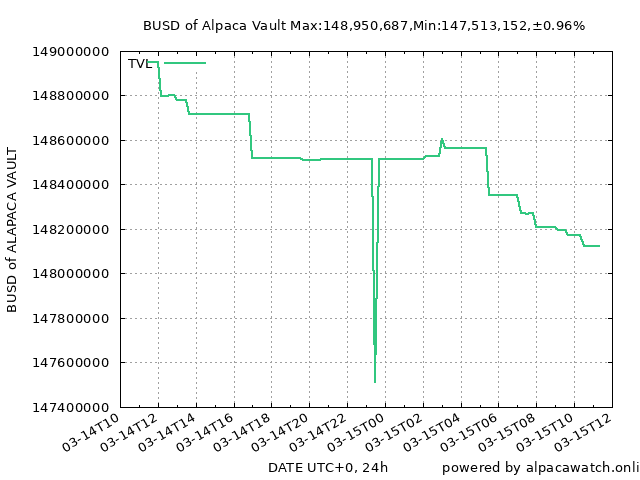 BUSD of Alpaca Vault Max:148,950,687,Min:147,513,152,±0.96%
149000000
TVL
148800000
148600000
148400000
148200000
148000000
147800000
147600000
147400000
BUSD of ALAPACA VAULT
03-14T10
03-14T12
03-14T14
03-14T16
03-14T18
03-14T20
03-14T22
03-15T00
03-15T02
03-15T04
03-15T06
03-15T08
03-15T10
03-15T12
DATE UTC+0, 24h
powered by alpacawatch.onli